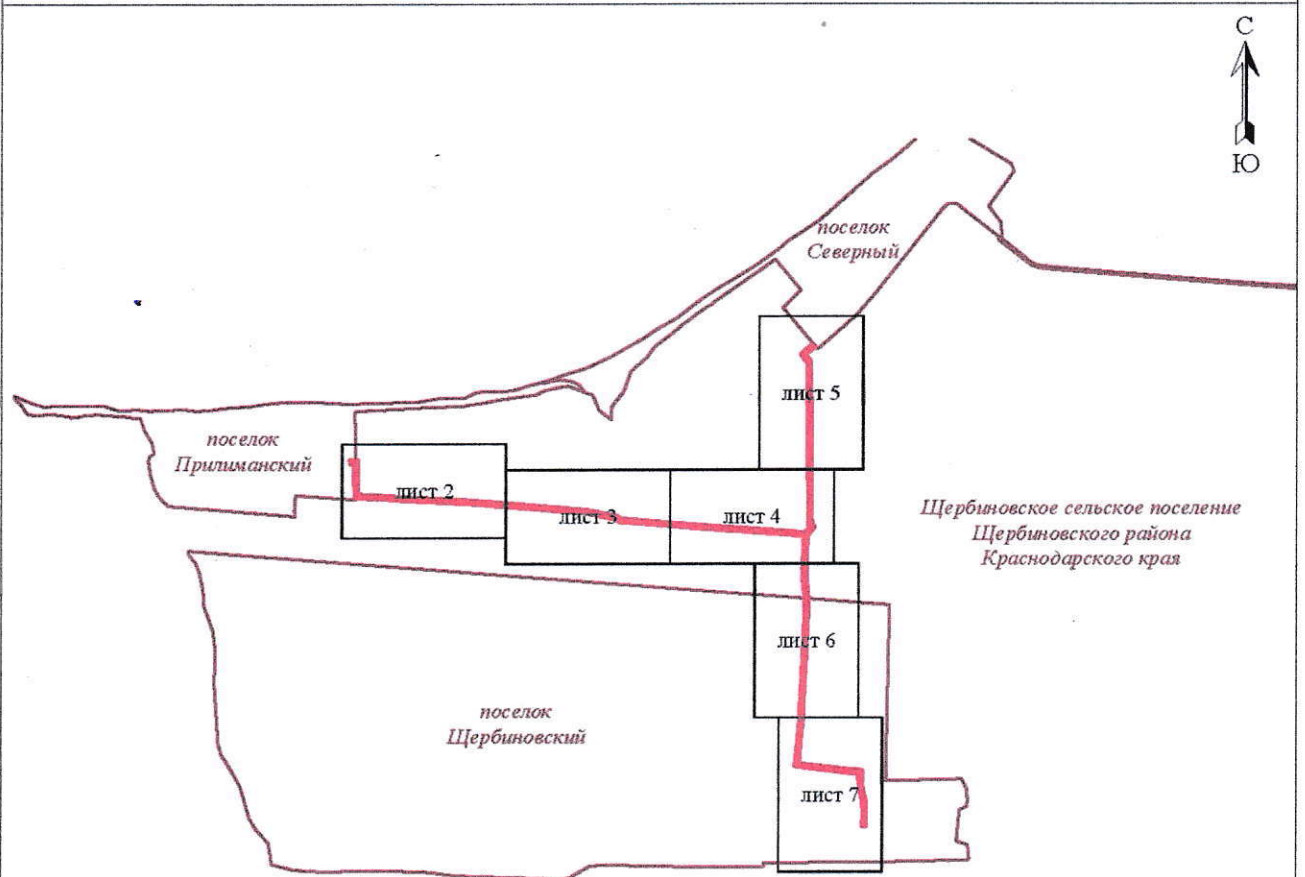 С
Ю
поселок
Северный
лист 5
поселок
Прилиманский
лист 2
лист 3
лист 4
Щербиновское сельское поселение
Щербиновского района
Краснодарского края
лист 6
поселок
Щербиновский
лист 7